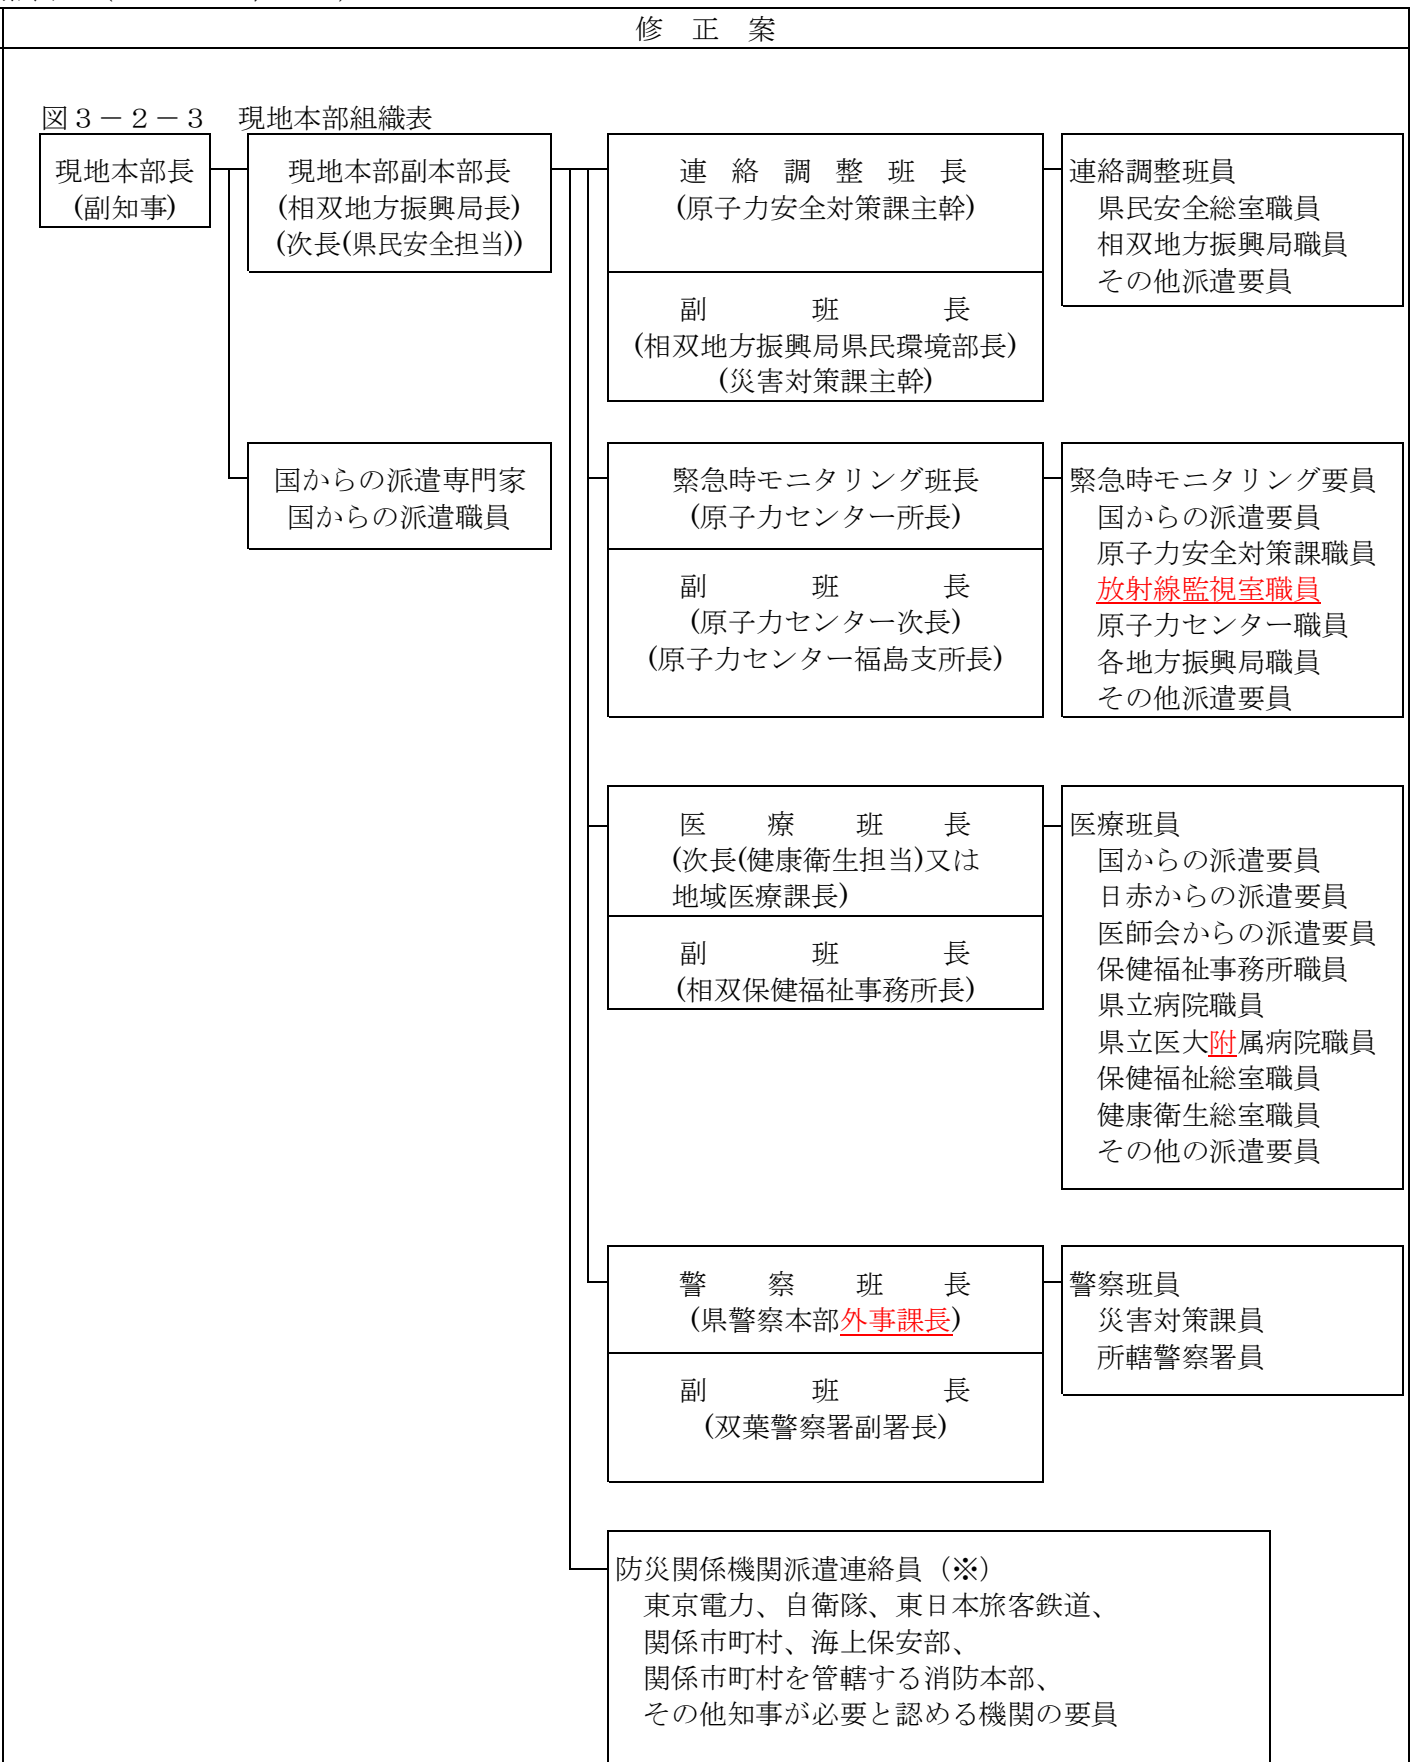 修　正　案
図３－２－３　現地本部組織表
現地本部長
(副知事)
現地本部副本部長
(相双地方振興局長)
(次長(県民安全担当))
国からの派遣専門家
国からの派遣職員
連絡調整班長
(原子力安全対策課主幹)
副班長
(相双地方振興局県民環境部長)
(災害対策課主幹)
連絡調整班員
県民安全総室職員
相双地方振興局職員
その他派遣要員
緊急時モニタリング班長
(原子力センター所長)
副班長
(原子力センター次長)
(原子力センター福島支所長)
緊急時モニタリング要員
国からの派遣要員
原子力安全対策課職員
放射線監視室職員
原子力センター職員
各地方振興局職員
その他派遣要員
医療班長
(次長(健康衛生担当)又は
地域医療課長)
副班長
(相双保健福祉事務所長)
医療班員
国からの派遣要員
日赤からの派遣要員
医師会からの派遣要員
保健福祉事務所職員
県立病院職員
県立医大附属病院職員
保健福祉総室職員
健康衛生総室職員
その他の派遣要員
警察班長
(県警察本部外事課長)
副班長
(双葉警察署副署長)
警察班員
災害対策課員
所轄警察署員
防災関係機関派遣連絡員（※）
東京電力、自衛隊、東日本旅客鉄道、
関係市町村、海上保安部、
関係市町村を管轄する消防本部、
その他知事が必要と認める機関の要員